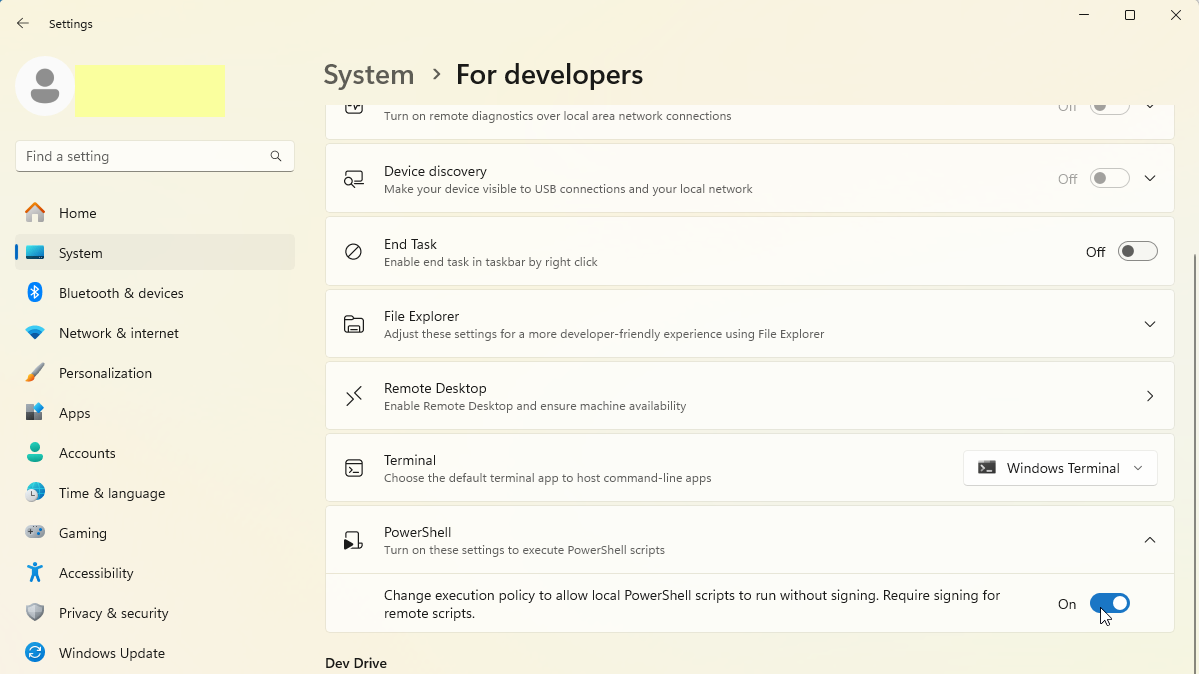 Settings
System > For developers
Turn on remote diagnostics over local area network connections
Off
Find a setting
Device discovery
Make your device visible to USB connections and your local network
Off
Home
System
End Task
Enable end task in taskbar by right click
Off
Bluetooth & devices
Network & internet
File Explorer
Adjust these settings for a more developer-friendly experience using File Explorer
Personalization
Apps
Remote Desktop
Enable Remote Desktop and ensure machine availability
Accounts
Terminal
Choose the default terminal app to host command-line apps
Windows Terminal
Time & language
Gaming
PowerShell
Turn on these settings to execute PowerShell scripts
Accessibility
Privacy & security
Change execution policy to allow local PowerShell scripts to run without signing. Require signing for
remote scripts.
On
Windows Update
Dev Drive